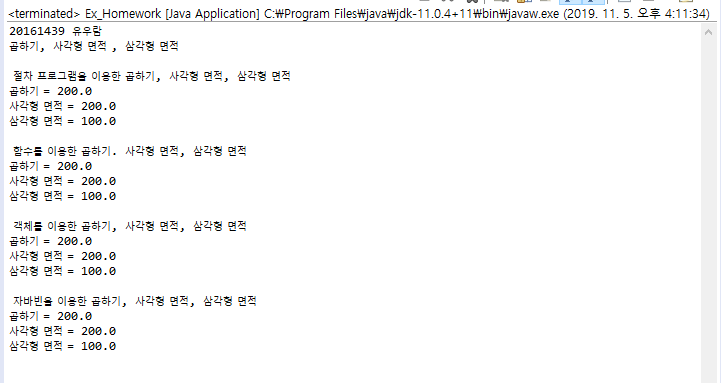 <terminated> Ex_Homework [Java Application] C:₩Program Files₩java₩jdk-11.0.4+11₩bin₩javaw.exe (2019. 11. 5. 오후 4:11:34)
20161439 유우람
곱하기, 사각형 면적 , 삼각형 면적
절차 프로그램을 이용한 곱하기, 사각형 면적, 삼각형 면적
곱하기 = 200.0
사각형 면적 = 200.0
삼각형 면적 = 100.0
함수를 이용한 곱하기. 사각형 면적, 삼각형 면적
곱하기 = 200.0
사각형 면적 = 200.0
삼각형 면적 = 100.0
객체를 이용한 곱하기, 사각형 면적, 삼각형 면적
곱하기 = 200.0
사각형 면적 = 200.0
삼각형 면적 = 100.0
자바빈을 이용한 곱하기, 사각형 면적, 삼각형 면적
곱하기 = 200.0
사각형 면적 = 200.0
삼각형 면적 = 100.0